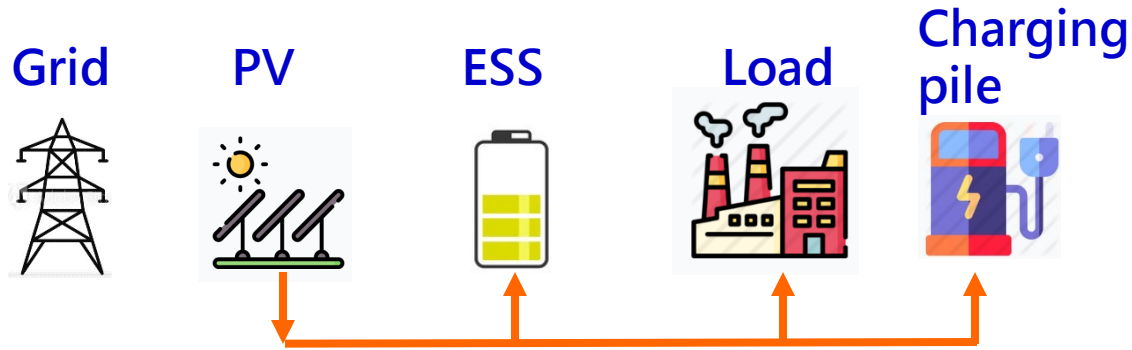 Grid
PV
ESS
Load
Charging
pile